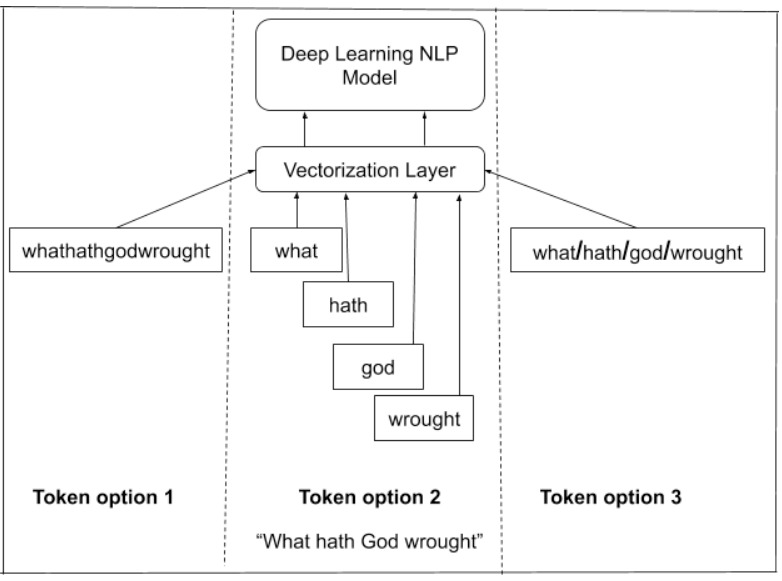 Deep Learning NLP
Model
Vectorization Layer
whathathgodwrought
what
what/hath/god/wrought
hath
god
wrought
Token option 1
Token option 2
Token option 3
“What hath God wrought”